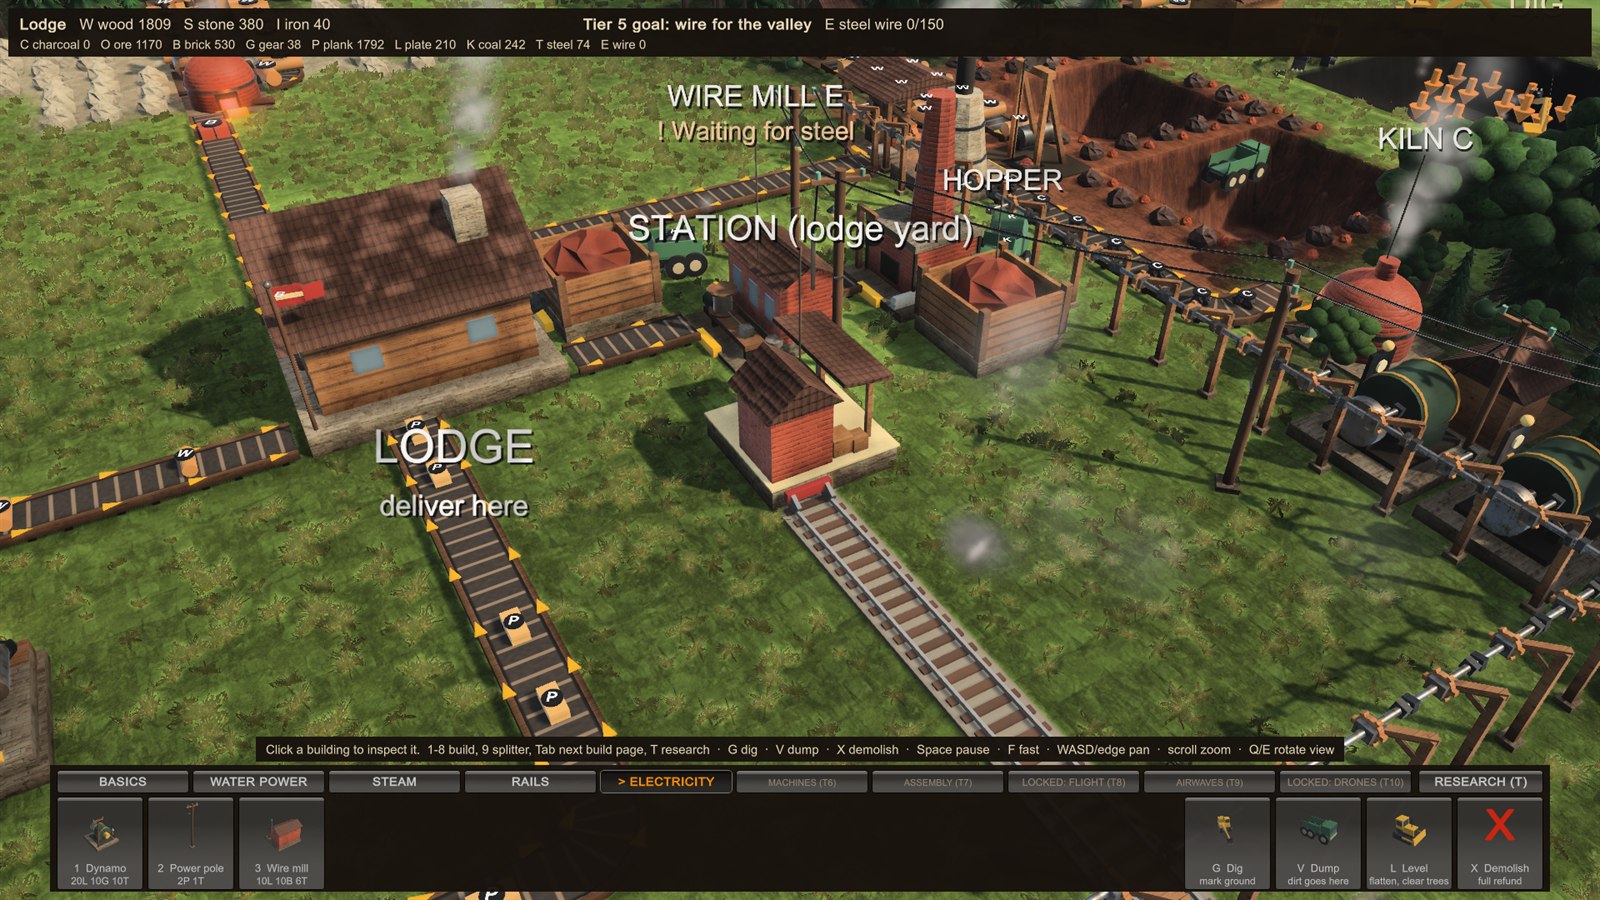 Lodge W wood 1809 S stone 380 I iron 40
Tier 5 goal: wire for the valley E steel wire 0/150
C charcoal 0 O ore 1170 B brick 530 G gear 38 P plank 1792 L plate 210 K coal 242 T steel 74 E wire 0
DIG
WIRE MILL E
! Waiting for steel
KILN C
HOPPER
STATION (lodge yard)
LODGE
deliver here
W
P
P
P
P
P
W
W
C
C
C
C
C
C
K
Click a building to inspect it. 1-8 build, 9 splitter, Tab next build page, T research · G dig · V dump · X demolish · Space pause · F fast · WASD/edge pan · scroll zoom · Q/E rotate view
BASICS
WATER POWER
STEAM
RAILS
> ELECTRICITY
MACHINES (T6)
ASSEMBLY (T7)
LOCKED: FLIGHT (T8)
AIRWAVES (T9)
LOCKED: DRONES (T10)
RESEARCH (T)
1 Dynamo
20L 10G 10T
2 Power pole
2P 1T
3 Wire mill
10L 10B 6T
G Dig
mark ground
V Dump
dirt goes here
L Level
flatten, clear trees
X Demolish
full refund